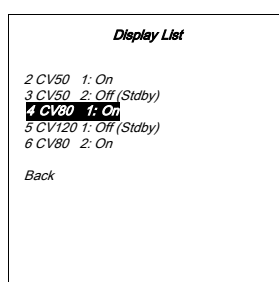 Display List
2 CV50 1: On
3 CV50 2: Off (Stdby)
4 CV80 1: On
5 CV120 1: Off (Stdby)
6 CV80 2: On
Back